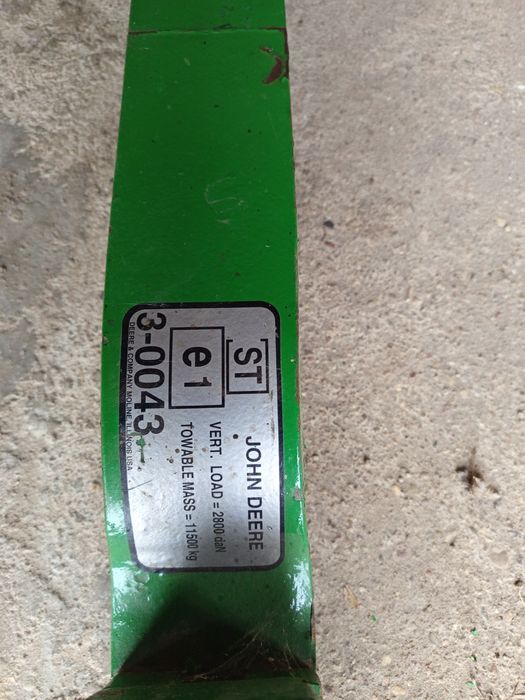 JOHN DEERE
ST
VERT. LOAD = 2800 daN
TOWABLE MASS = 11500 kg
e1
3-0043
DEERE & COMPANY MOLINE ILLINOIS USA